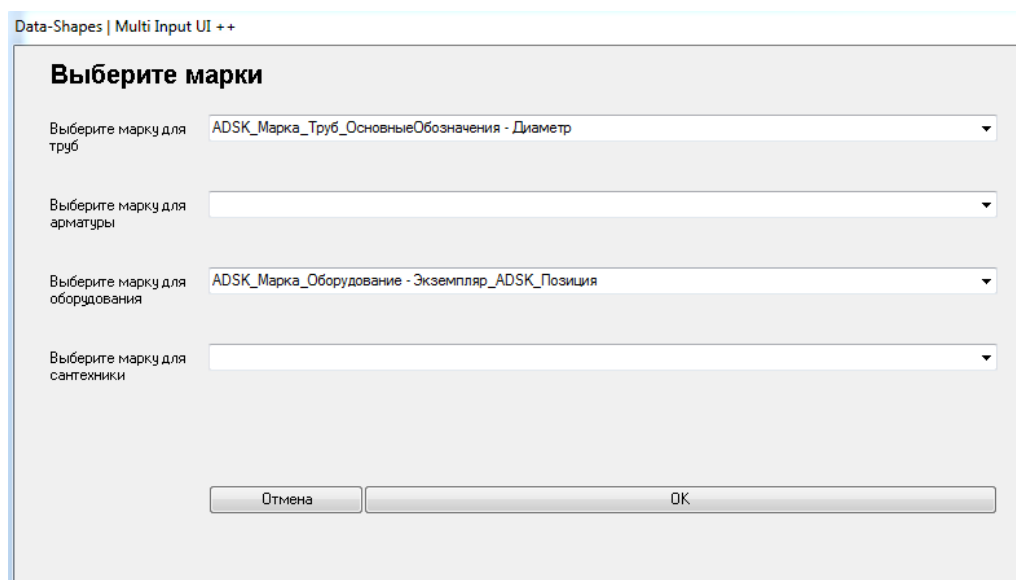 Data-Shapes | Multi Input UI ++
Выберите марки
Выберите марку для
труб
ADSK_Марка_Труб_ОсновныеОбозначения - Диаметр
Выберите марку для
арматуры
Выберите марку для
оборудования
ADSK_Марка_Оборудование - Экземпляр_ADSK_Позиция
Выберите марку для
сантехники
Отмена
OK